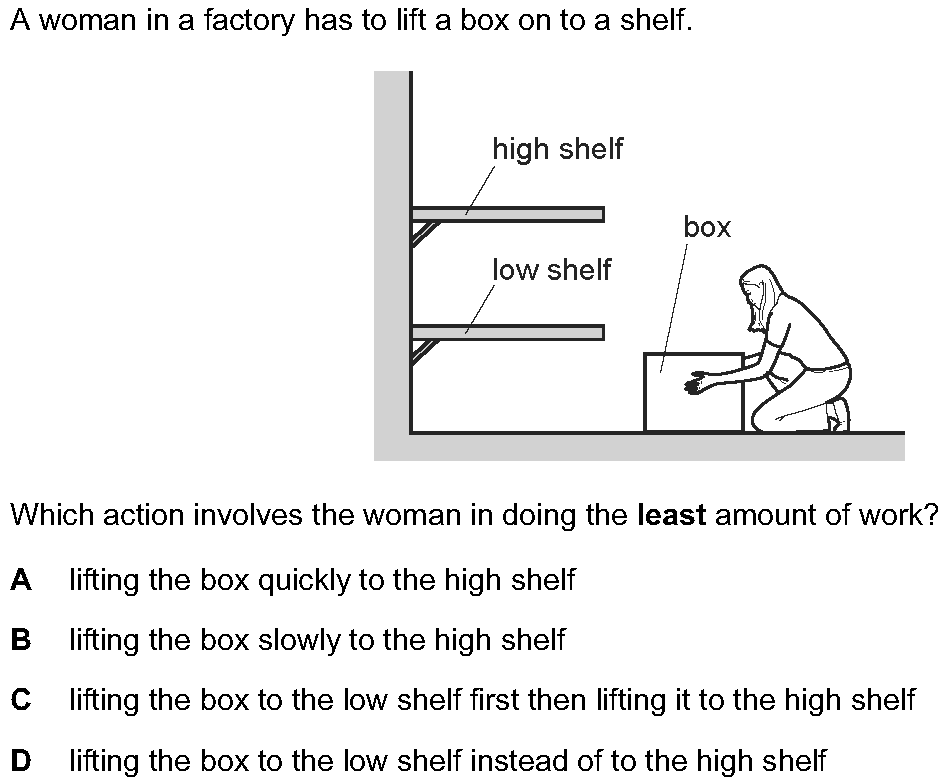 A woman in a factory has to lift a box on to a shelf.
high shelf
box
low shelf
Which action involves the woman in doing the least amount of work?
A lifting the box quickly to the high shelf
B lifting the box slowly to the high shelf
C lifting the box to the low shelf first then lifting it to the high shelf
D lifting the box to the low shelf instead of to the high shelf